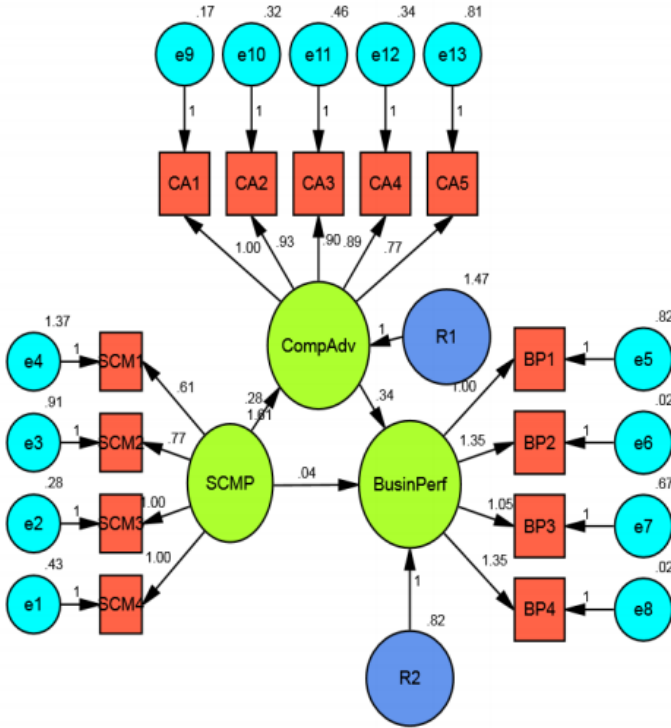 .17 .32 .46 .34 .81
e9 e10 e11 e12 e13
1 1 1 1 1
CA1 CA2 CA3 CA4 CA5
1.00 .93 .90 .89 .77
1.47
CompAdv 1 R1
1.37 .82
e4 1 SCM1 BP1 1 e5
.61 .28 .34 1.00
1.61
.91 .02
e3 1 SCM2 .77 1.35 BP2 1 e6
SCMP .04 BusinPerf
.28 .67
e2 1 SCM3 1.00 1.05 BP3 1 e7
.43 .02
e1 1 SCM4 1.00 1.35 BP4 1 e8
1
.82
R2